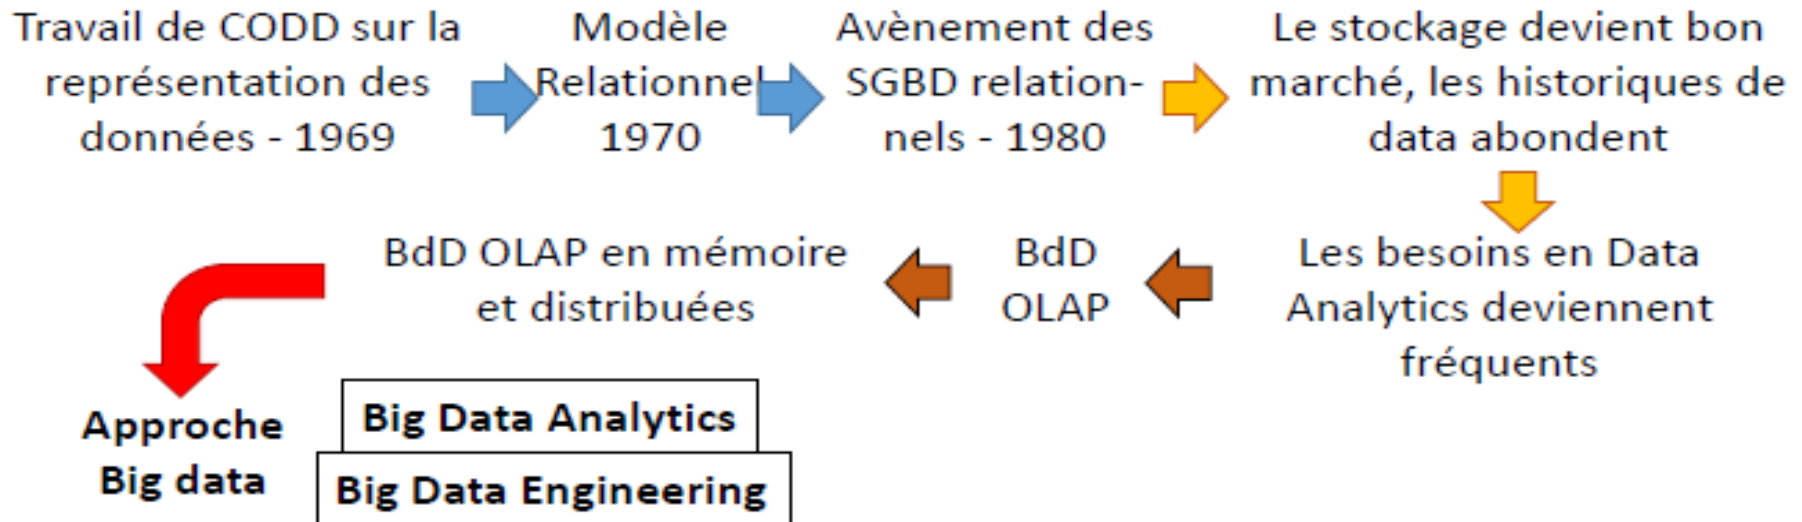 Travail de CODD sur la
représentation des
données - 1969
Modèle
Relationnel
1970
Avènement des
SGBD relation-
nels - 1980
Le stockage devient bon
marché, les historiques de
data abondent
Les besoins en Data
Analytics deviennent
fréquents
BdD
OLAP
BdD OLAP en mémoire
et distribuées
Approche
Big data
Big Data Analytics
Big Data Engineering